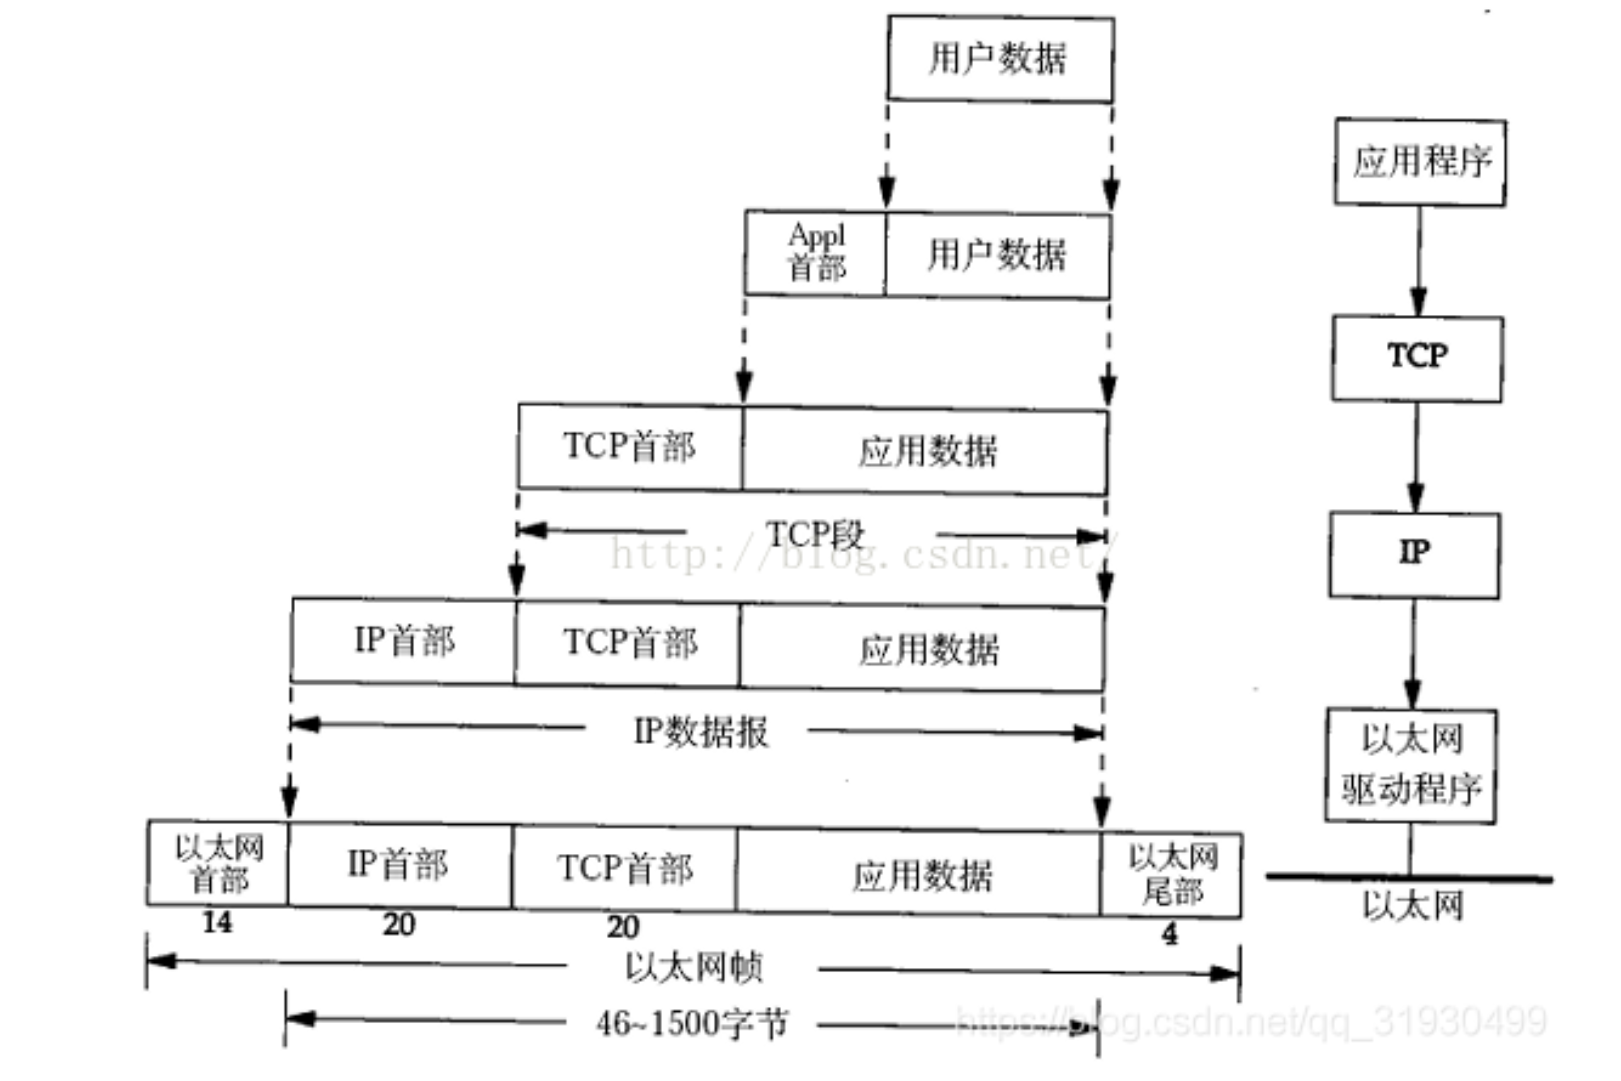 用户数据
应用程序
Appl
首部
用户数据
TCP
TCP首部
应用数据
TCP段
http://blog.csdn.net/
IP
IP首部
TCP首部
应用数据
IP数据报
以太网
驱动程序
以太网
首部
IP首部
TCP首部
应用数据
以太网
尾部
14
20
20
4
以太网
以太网帧
46~1500字节
https://blog.csdn.net/qq_31930499